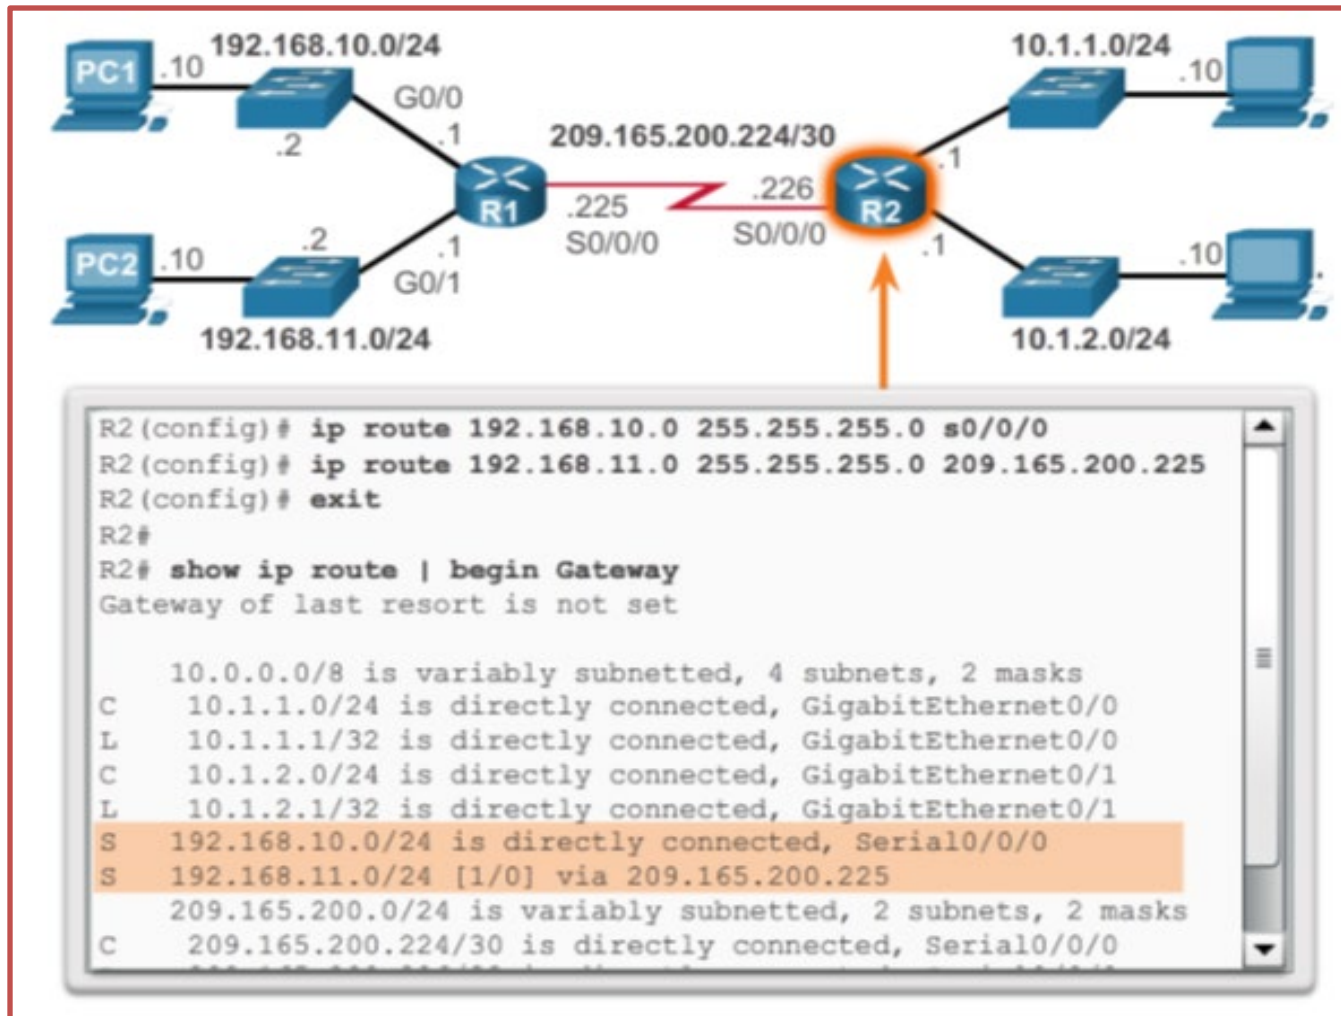 192.168.10.0/24
10.1.1.0/24
PC1
.10
G0/0
.10
.2
.1
209.165.200.224/30
.1
R1
.225
.226
R2
S0/0/0
S0/0/0
PC2
.10
.2
.1
.1
.10
G0/1
192.168.11.0/24
10.1.2.0/24
R2(config)# ip route 192.168.10.0 255.255.255.0 s0/0/0
R2(config)# ip route 192.168.11.0 255.255.255.0 209.165.200.225
R2(config)# exit
R2#
R2# show ip route | begin Gateway
Gateway of last resort is not set
10.0.0.0/8 is variably subnetted, 4 subnets, 2 masks
C 10.1.1.0/24 is directly connected, GigabitEthernet0/0
L 10.1.1.1/32 is directly connected, GigabitEthernet0/0
C 10.1.2.0/24 is directly connected, GigabitEthernet0/1
L 10.1.2.1/32 is directly connected, GigabitEthernet0/1
S 192.168.10.0/24 is directly connected, Serial0/0/0
S 192.168.11.0/24 [1/0] via 209.165.200.225
209.165.200.0/24 is variably subnetted, 2 subnets, 2 masks
C 209.165.200.224/30 is directly connected, Serial0/0/0